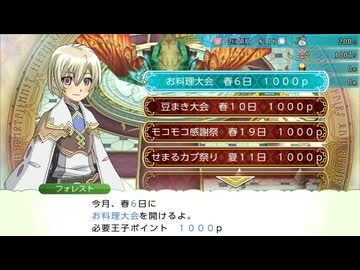 お料理大会　春６日　１０００ｐ
豆まき大会　春１０日　１０００ｐ
モコモコ感謝祭　春１９日　１０００ｐ
せまるカブ祭り　夏１１日　１０００ｐ
フォレスト
今月、春６日に
お料理大会を開けるよ。
必要王子ポイント　１０００ｐ